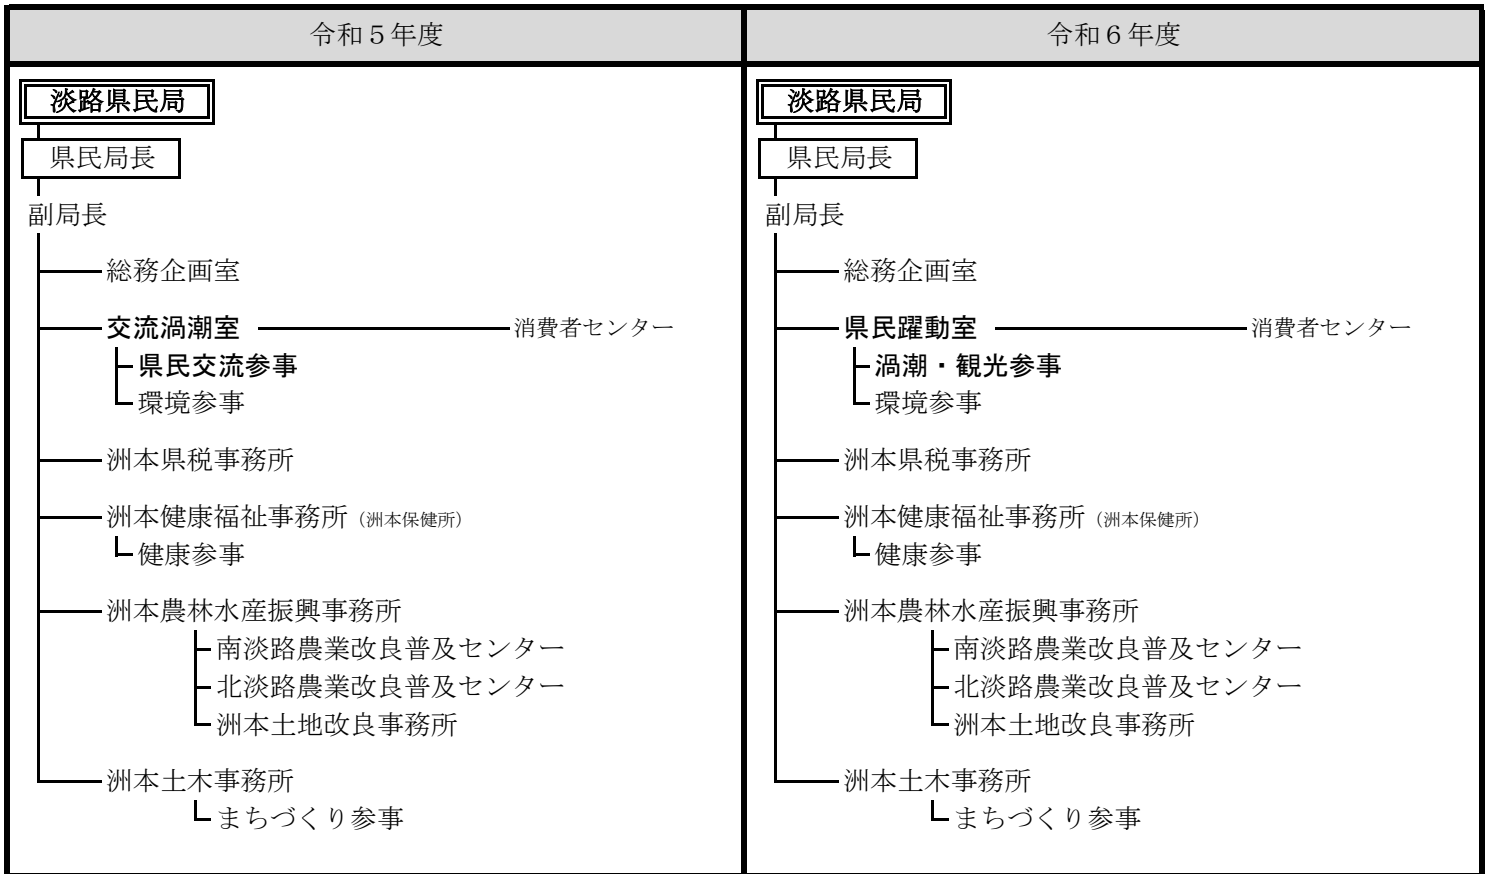 令和５年度
淡路県民局
県民局長
副局長
総務企画室
交流渦潮室 消費者センター
県民交流参事
環境参事
洲本県税事務所
洲本健康福祉事務所（洲本保健所）
健康参事
洲本農林水産振興事務所
南淡路農業改良普及センター
北淡路農業改良普及センター
洲本土地改良事務所
洲本土木事務所
まちづくり参事
令和６年度
淡路県民局
県民局長
副局長
総務企画室
県民躍動室 消費者センター
渦潮・観光参事
環境参事
洲本県税事務所
洲本健康福祉事務所（洲本保健所）
健康参事
洲本農林水産振興事務所
南淡路農業改良普及センター
北淡路農業改良普及センター
洲本土地改良事務所
洲本土木事務所
まちづくり参事